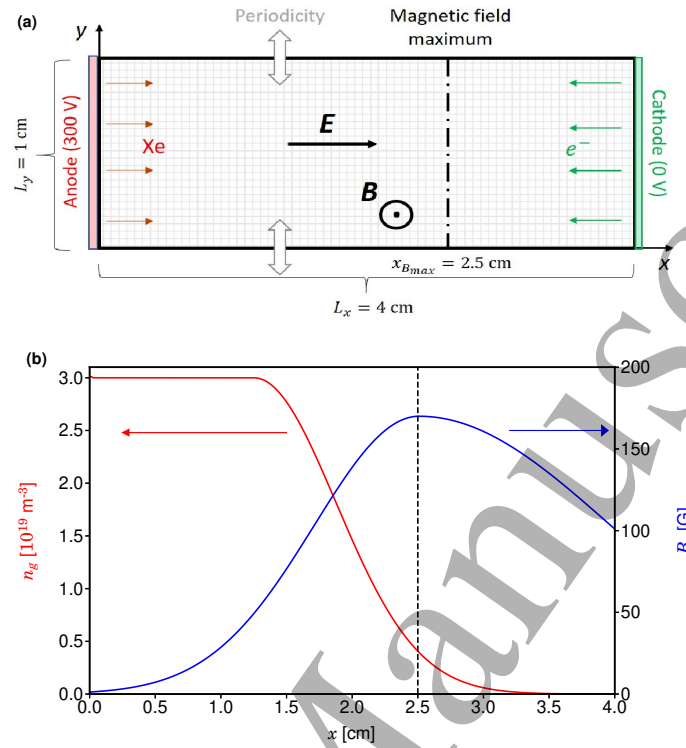 (a)
y
Periodicity
Magnetic field
maximum
L_y = 1 cm
Anode (300 V)
Xe
E
B
e⁻
Cathode (0 V)
x
x_{B_{max}} = 2.5 cm
L_x = 4 cm
(b)
3.0
2.5
2.0
1.5
1.0
0.5
0.0
n_g [10¹⁹ m⁻³]
200
150
100
50
0
[G]
0.0 0.5 1.0 1.5 2.0 2.5 3.0 3.5 4.0
x [cm]